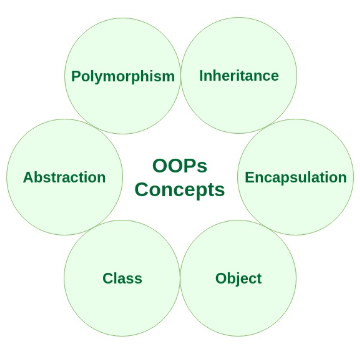 Polymorphism
Inheritance
Abstraction
OOPs
Concepts
Encapsulation
Class
Object